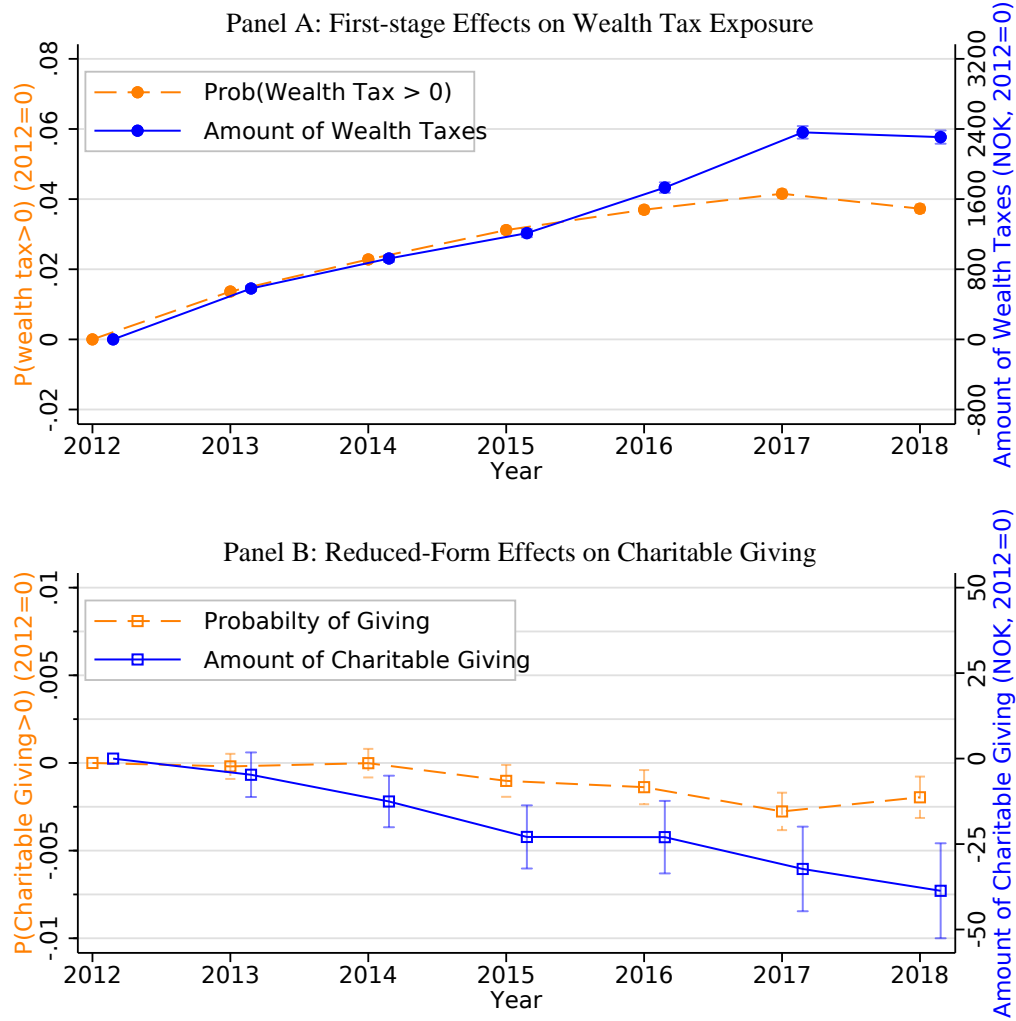 Panel A: First-stage Effects on Wealth Tax Exposure
P(wealth tax>0) (2012=0)
.08
.06
.04
.02
0
-.02
Prob(Wealth Tax > 0)
Amount of Wealth Taxes
3200
2400
1600
800
0
-800
Amount of Wealth Taxes (NOK, 2012=0)
2012 2013 2014 2015 2016 2017 2018
Year
Panel B: Reduced-Form Effects on Charitable Giving
P(Charitable Giving>0) (2012=0)
.01
.005
0
-.005
-.01
Probabilty of Giving
Amount of Charitable Giving
50
25
0
-25
-50
Amount of Charitable Giving (NOK, 2012=0)
2012 2013 2014 2015 2016 2017 2018
Year